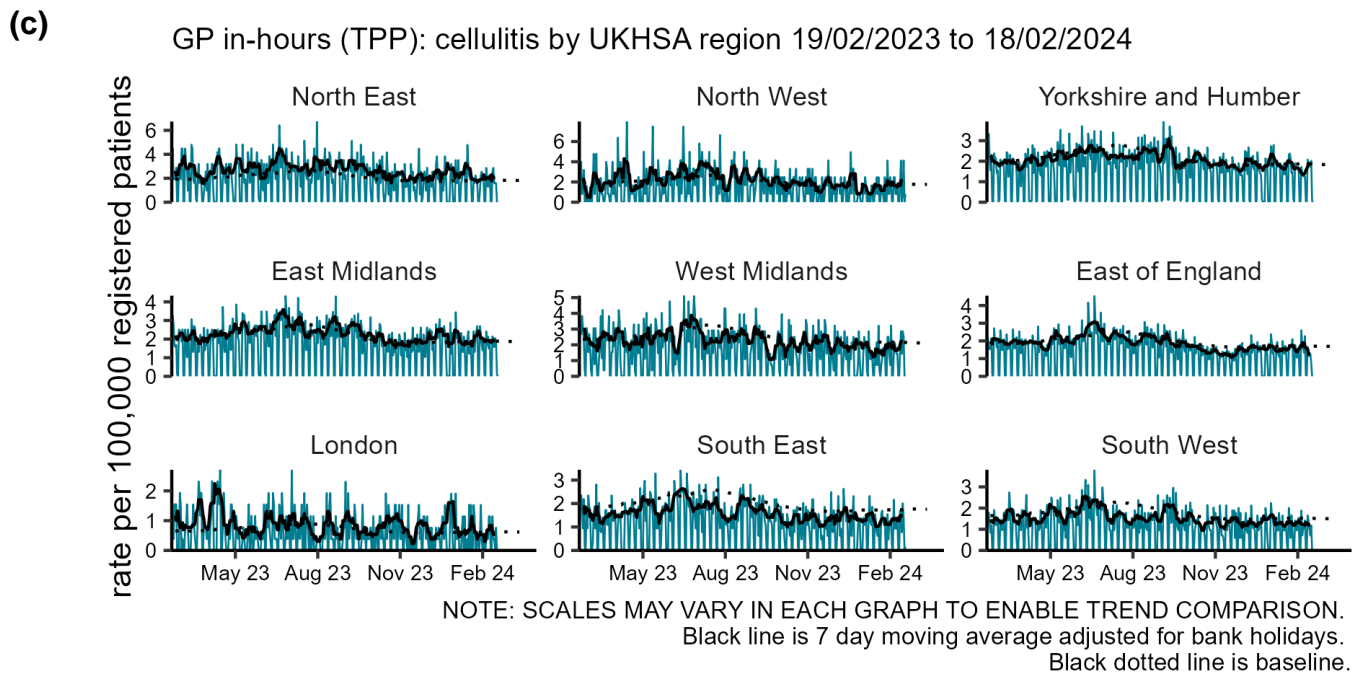 (c)
GP in-hours (TPP): cellulitis by UKHSA region 19/02/2023 to 18/02/2024
rate per 100,000 registered patients
North East
6
4
2
0
North West
6
4
2
0
Yorkshire and Humber
3
2
1
0
East Midlands
4
3
2
1
0
West Midlands
5
4
3
2
1
0
East of England
4
3
2
1
0
London
2
1
0
May 23 Aug 23 Nov 23 Feb 24
South East
3
2
1
0
May 23 Aug 23 Nov 23 Feb 24
South West
3
2
1
0
May 23 Aug 23 Nov 23 Feb 24
NOTE: SCALES MAY VARY IN EACH GRAPH TO ENABLE TREND COMPARISON.
Black line is 7 day moving average adjusted for bank holidays.
Black dotted line is baseline.